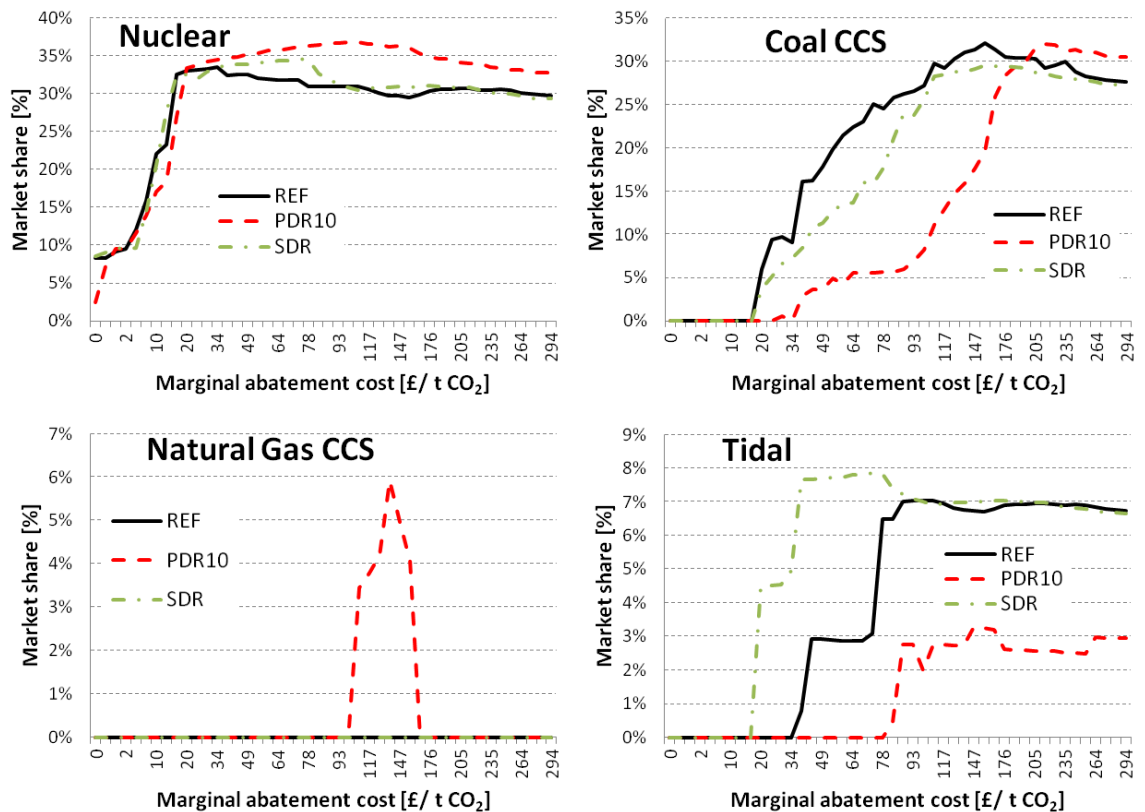 Nuclear
40%
35%
30%
25%
20%
15%
10%
5%
0%
Market share [%]
REF
PDR10
SDR
0 2 10 20 34 49 64 78 93 117 147 176 205 235 264 294
Marginal abatement cost [£/ t CO₂]
Coal CCS
35%
30%
25%
20%
15%
10%
5%
0%
Market share [%]
REF
PDR10
SDR
0 2 10 20 34 49 64 78 93 117 147 176 205 235 264 294
Marginal abatement cost [£/ t CO₂]
Natural Gas CCS
7%
6%
5%
4%
3%
2%
1%
0%
Market share [%]
REF
PDR10
SDR
0 2 10 20 34 49 64 78 93 117 147 176 205 235 264 294
Marginal abatement cost [£/ t CO₂]
Tidal
9%
8%
7%
6%
5%
4%
3%
2%
1%
0%
Market share [%]
REF
PDR10
SDR
0 2 10 20 34 49 64 78 93 117 147 176 205 235 264 294
Marginal abatement cost [£/ t CO₂]